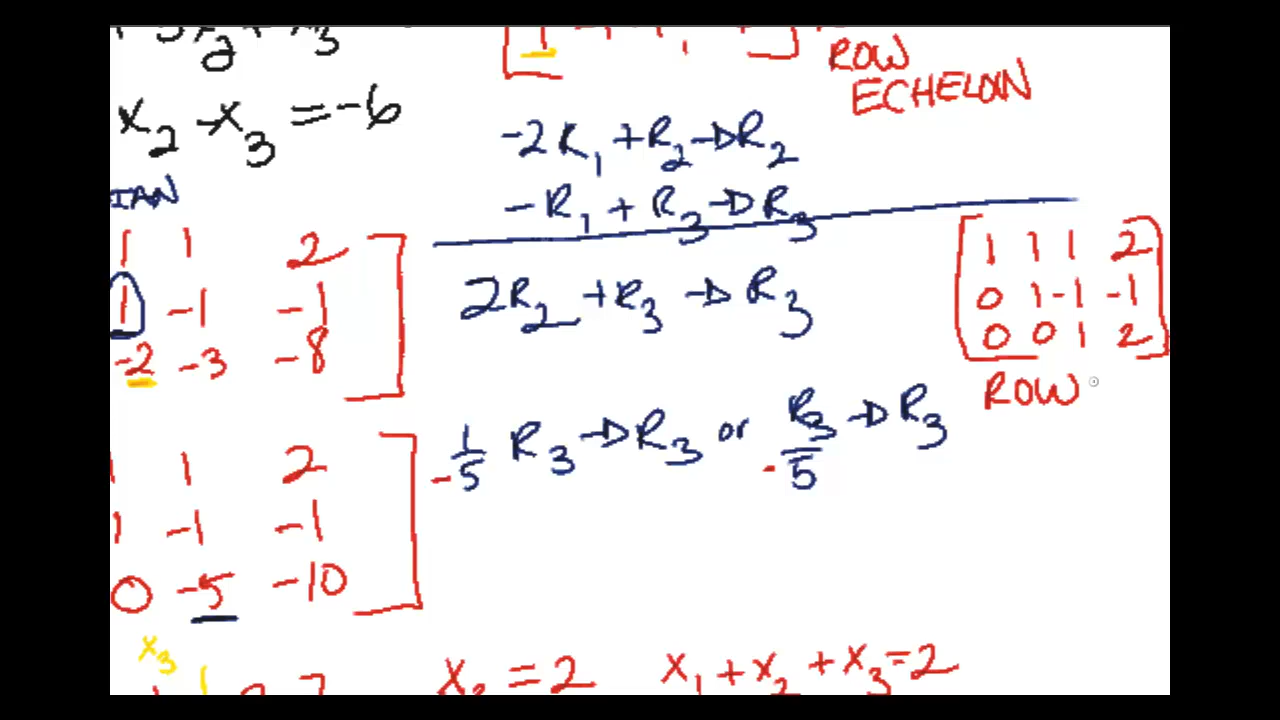 ROW
ECHELOIN
x₂ -x₃ = -6
-2R₁ + R₂ → R₂
IAN
-R₁ + R₃ → R₃
1 1 2
1 -1 -1
-2 -3 -8
2R₂ + R₃ → R₃
1 1 1 2
0 1 -1 -1
0 0 1 2
ROW
-1/5 R₃ → R₃ or R₃/-5 → R₃
1 1 2
1 -1 -1
0 -5 -10
x₃
= 2
x₁ + x₂ + x₃ = 2